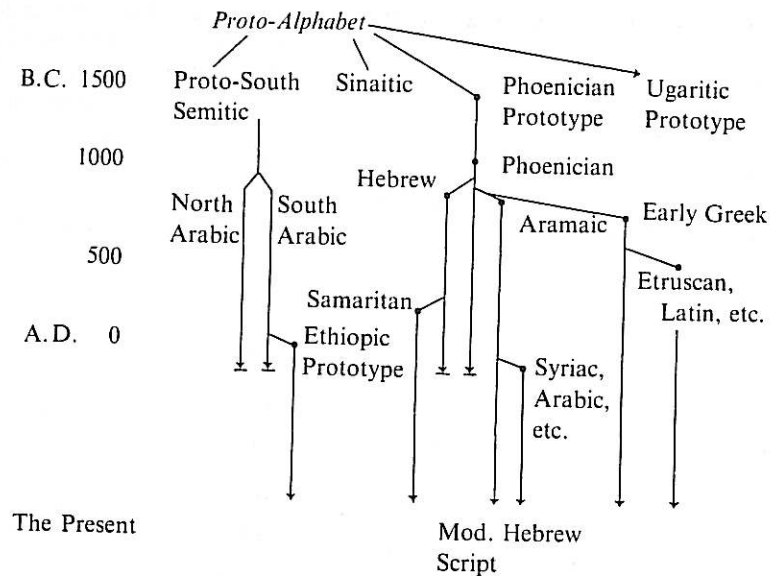 Proto-Alphabet
B.C. 1500
Proto-South
Semitic
Sinaitic
Phoenician
Prototype
Ugaritic
Prototype
1000
Phoenician
Hebrew
North
Arabic
South
Arabic
Aramaic
Early Greek
500
Etruscan,
Latin, etc.
Samaritan
A.D. 0
Ethiopic
Prototype
Syriac,
Arabic,
etc.
The Present
Mod. Hebrew
Script